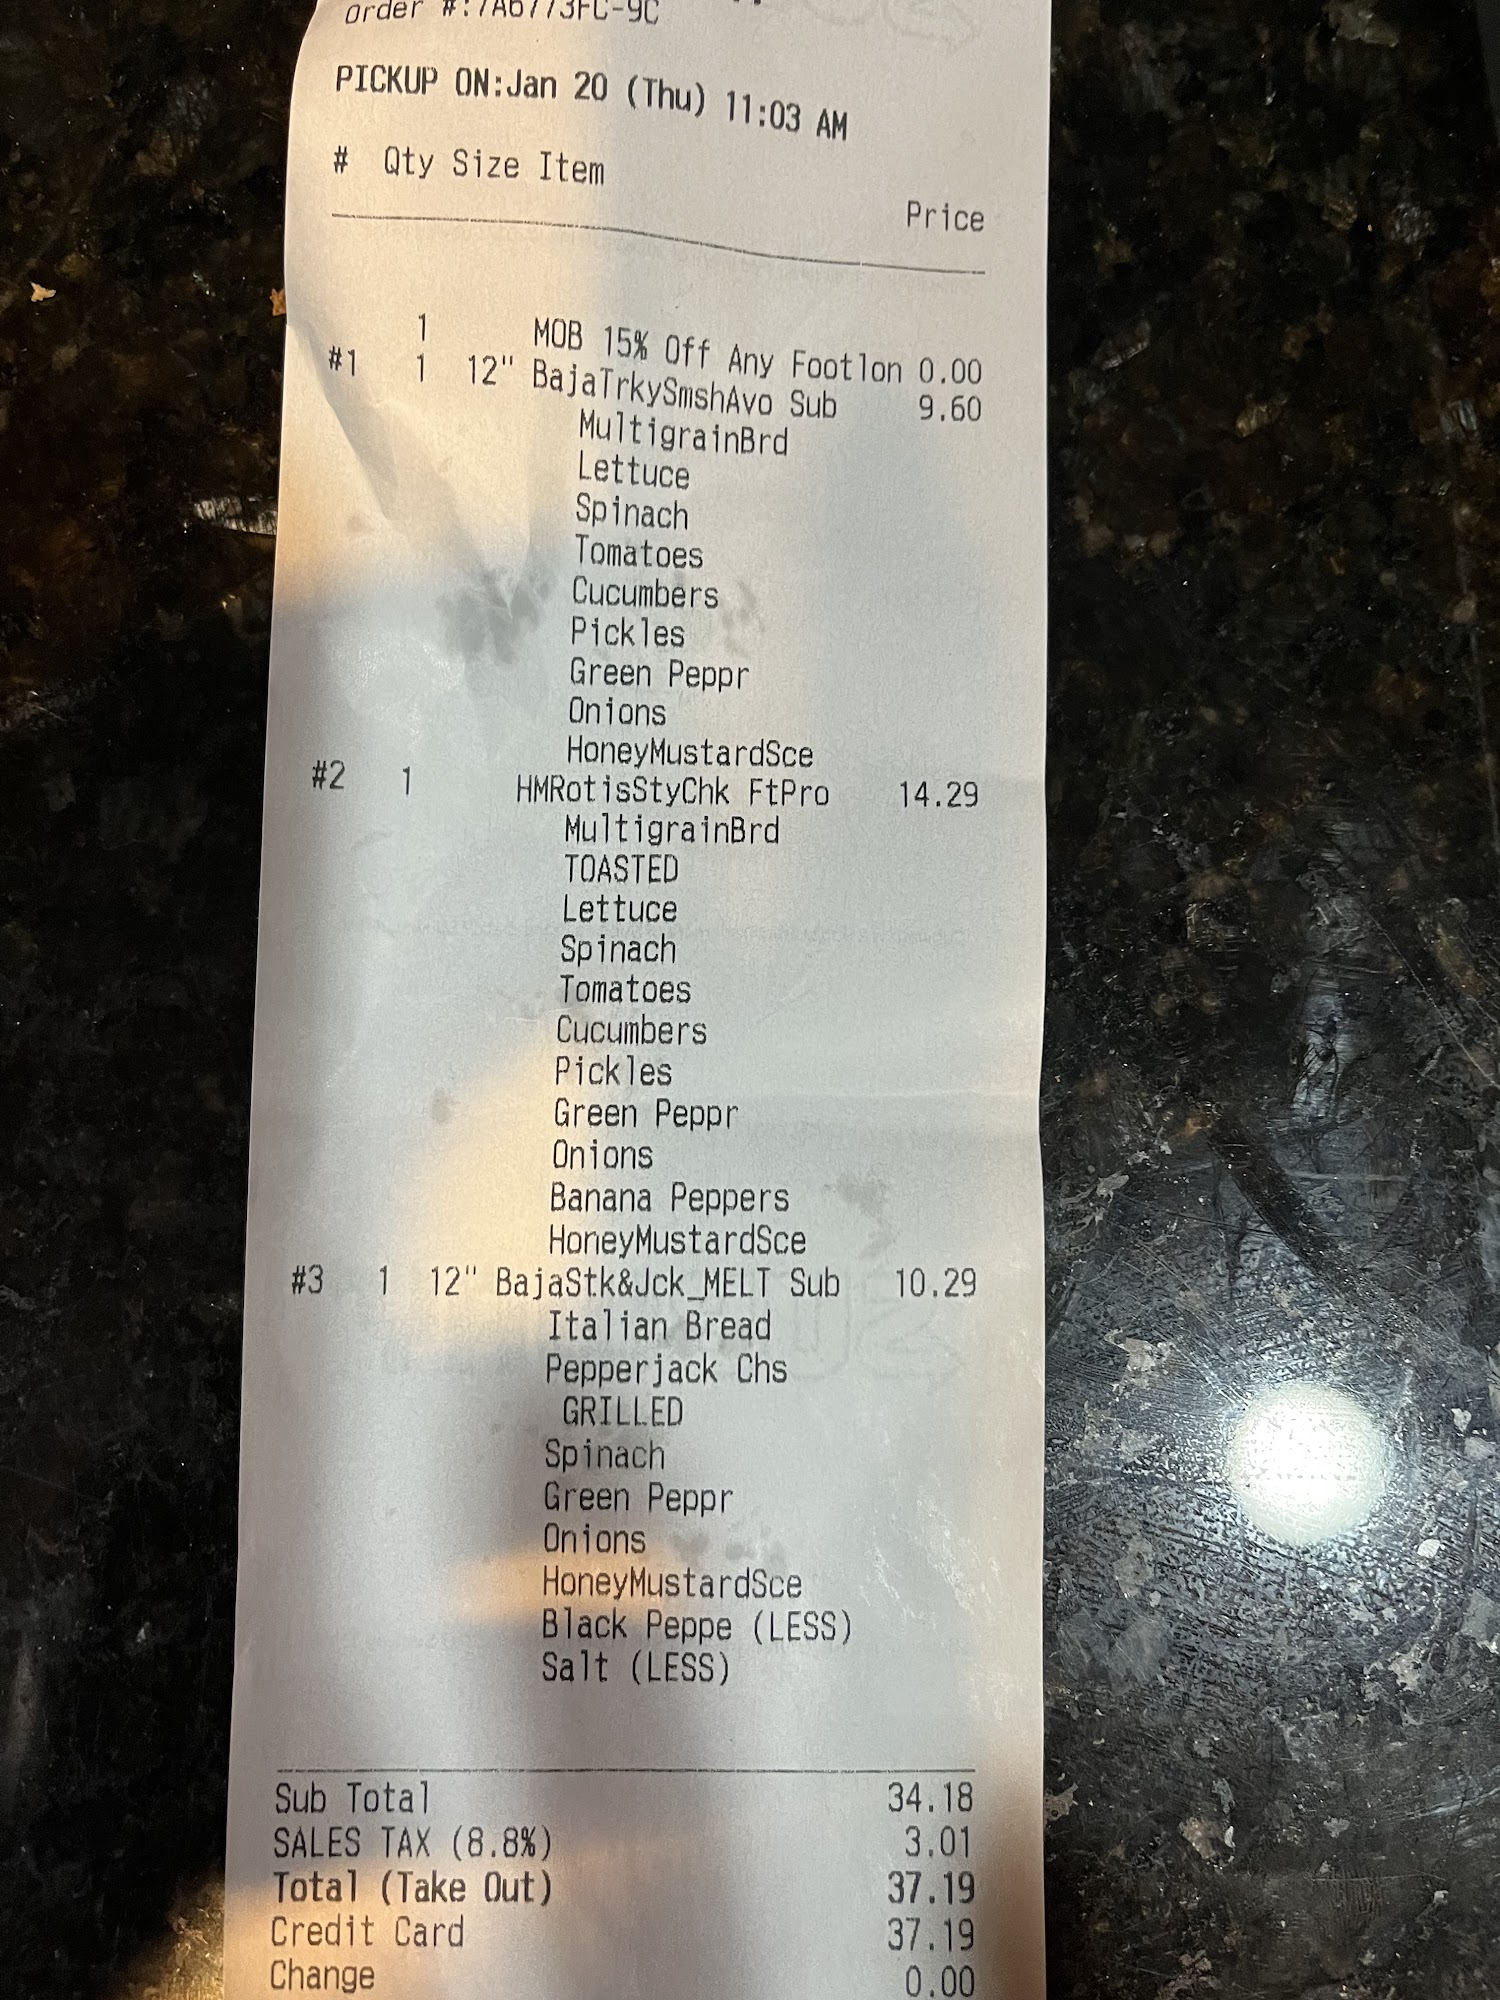 order #:7A6773FC-9C
PICKUP ON:Jan 20 (Thu) 11:03 AM
# Qty Size Item Price
1 MOB 15% Off Any Footlon 0.00
#1 1 12" BajaTrkySmshAvo Sub 9.60
MultigrainBrd
Lettuce
Spinach
Tomatoes
Cucumbers
Pickles
Green Peppr
Onions
HoneyMustardSce
#2 1 HMRotisStyChk FtPro 14.29
MultigrainBrd
TOASTED
Lettuce
Spinach
Tomatoes
Cucumbers
Pickles
Green Peppr
Onions
Banana Peppers
HoneyMustardSce
#3 1 12" BajaStk&Jck_MELT Sub 10.29
Italian Bread
Pepperjack Chs
GRILLED
Spinach
Green Peppr
Onions
HoneyMustardSce
Black Peppe (LESS)
Salt (LESS)
Sub Total 34.18
SALES TAX (8.8%) 3.01
Total (Take Out) 37.19
Credit Card 37.19
Change 0.00